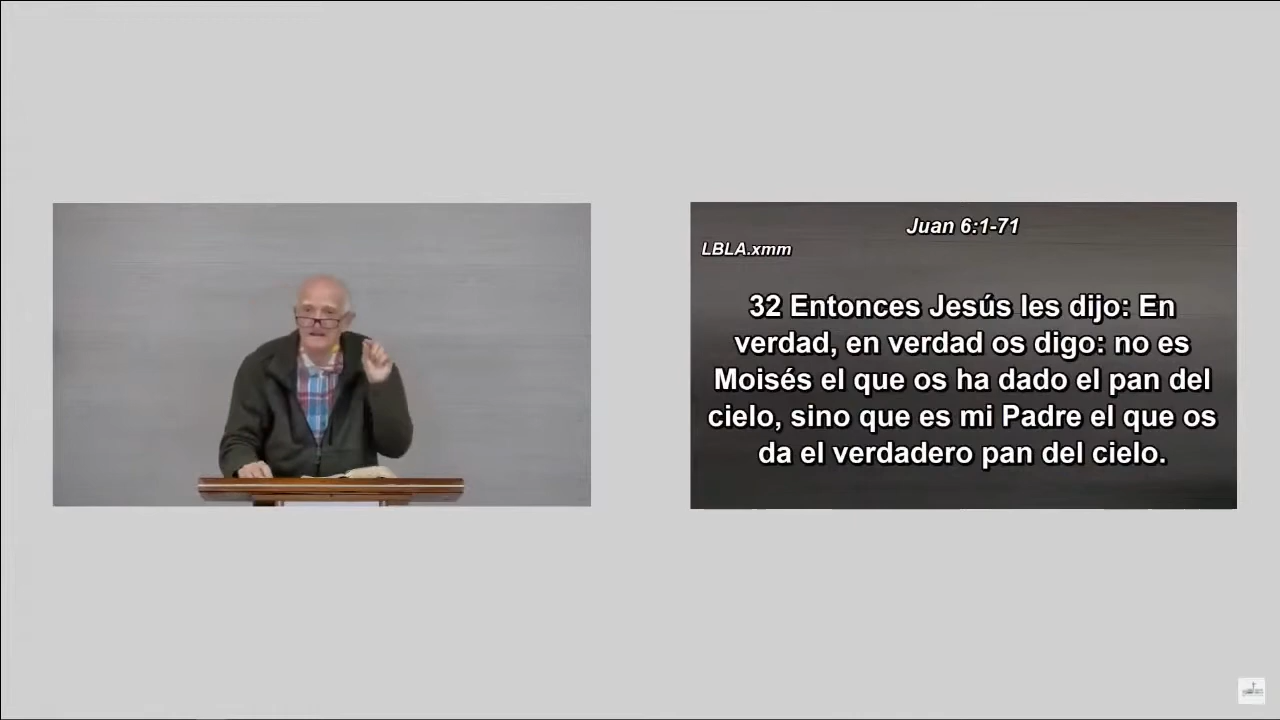 Juan 6:1-71
LBLA.xmm
32 Entonces Jesús les dijo: En
verdad, en verdad os digo: no es
Moisés el que os ha dado el pan del
cielo, sino que es mi Padre el que os
da el verdadero pan del cielo.